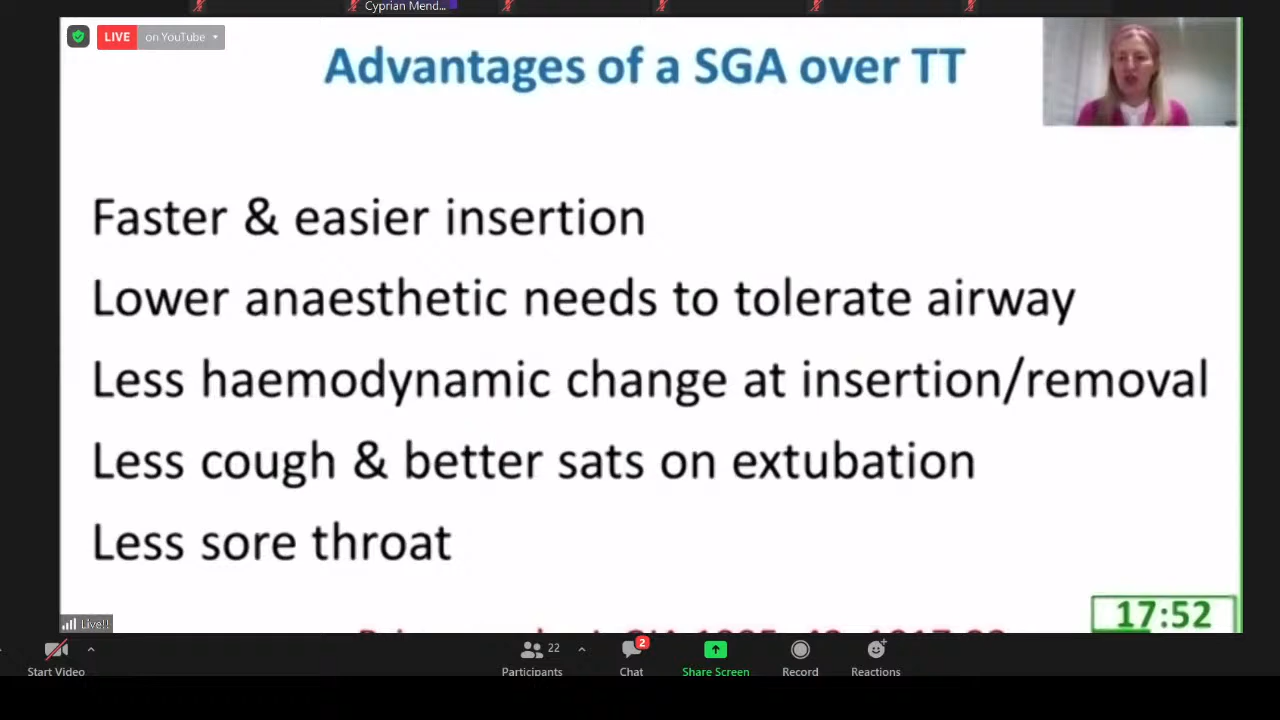 Cyprian Mend...
LIVE on YouTube
Advantages of a SGA over TT
Faster & easier insertion
Lower anaesthetic needs to tolerate airway
Less haemodynamic change at insertion/removal
Less cough & better sats on extubation
Less sore throat
17:52
Live!!
22
2
Start Video
Participants
Chat
Share Screen
Record
Reactions